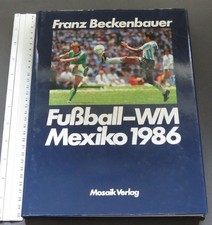 Franz Beckenbauer
Fußball-WM
Mexiko 1986
Mosaik Verlag